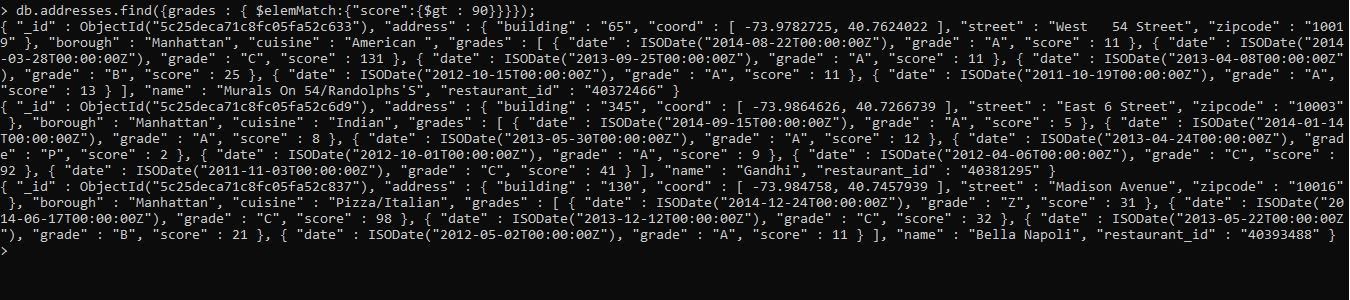 > db.addresses.find({grades : { $elemMatch:{"score":{$gt : 90}}}});
{ "_id" : ObjectId("5c25deca71c8fc05fa52c633"), "address" : { "building" : "65", "coord" : [ -73.9782725, 40.7624022 ], "street" : "West   54 Street", "zipcode" : "1001
9" }, "borough" : "Manhattan", "cuisine" : "American ", "grades" : [ { "date" : ISODate("2014-08-22T00:00:00Z"), "grade" : "A", "score" : 11 }, { "date" : ISODate("2014
-03-28T00:00:00Z"), "grade" : "C", "score" : 131 }, { "date" : ISODate("2013-09-25T00:00:00Z"), "grade" : "A", "score" : 11 }, { "date" : ISODate("2013-04-08T00:00:00Z"
), "grade" : "B", "score" : 25 }, { "date" : ISODate("2012-10-15T00:00:00Z"), "grade" : "A", "score" : 11 }, { "date" : ISODate("2011-10-19T00:00:00Z"), "grade" : "A",
"score" : 13 } ], "name" : "Murals On 54/Randolphs'S", "restaurant_id" : "40372466" }
{ "_id" : ObjectId("5c25deca71c8fc05fa52c6d9"), "address" : { "building" : "345", "coord" : [ -73.9864626, 40.7266739 ], "street" : "East 6 Street", "zipcode" : "10003"
 }, "borough" : "Manhattan", "cuisine" : "Indian", "grades" : [ { "date" : ISODate("2014-09-15T00:00:00Z"), "grade" : "A", "score" : 5 }, { "date" : ISODate("2014-01-14
T00:00:00Z"), "grade" : "A", "score" : 8 }, { "date" : ISODate("2013-05-30T00:00:00Z"), "grade" : "A", "score" : 12 }, { "date" : ISODate("2013-04-24T00:00:00Z"), "grad
e" : "P", "score" : 2 }, { "date" : ISODate("2012-10-01T00:00:00Z"), "grade" : "A", "score" : 9 }, { "date" : ISODate("2012-04-06T00:00:00Z"), "grade" : "C", "score" :
92 }, { "date" : ISODate("2011-11-03T00:00:00Z"), "grade" : "C", "score" : 41 } ], "name" : "Gandhi", "restaurant_id" : "40381295" }
{ "_id" : ObjectId("5c25deca71c8fc05fa52c837"), "address" : { "building" : "130", "coord" : [ -73.984758, 40.7457939 ], "street" : "Madison Avenue", "zipcode" : "10016"
 }, "borough" : "Manhattan", "cuisine" : "Pizza/Italian", "grades" : [ { "date" : ISODate("2014-12-24T00:00:00Z"), "grade" : "Z", "score" : 31 }, { "date" : ISODate("20
14-06-17T00:00:00Z"), "grade" : "C", "score" : 98 }, { "date" : ISODate("2013-12-12T00:00:00Z"), "grade" : "C", "score" : 32 }, { "date" : ISODate("2013-05-22T00:00:00Z
"), "grade" : "B", "score" : 21 }, { "date" : ISODate("2012-05-02T00:00:00Z"), "grade" : "A", "score" : 11 } ], "name" : "Bella Napoli", "restaurant_id" : "40393488" }
>